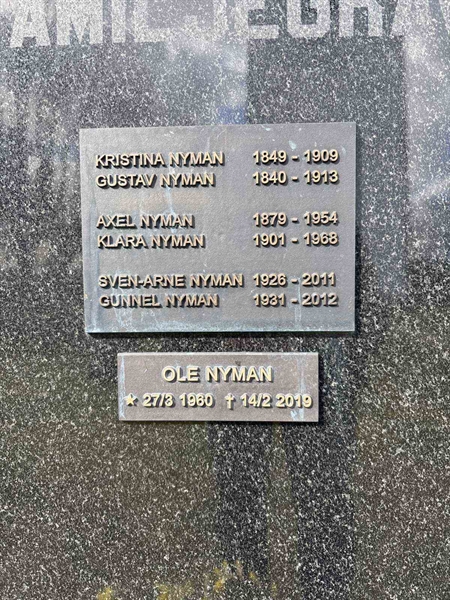 FAMILJEGRAV
KRISTINA NYMAN 1849 - 1909
GUSTAV NYMAN 1840 - 1913
AXEL NYMAN 1879 - 1954
KLARA NYMAN 1901 - 1968
SVEN-ARNE NYMAN 1926 - 2011
GUNNEL NYMAN 1931 - 2012
OLE NYMAN
★ 27/3 1960 † 14/2 2019